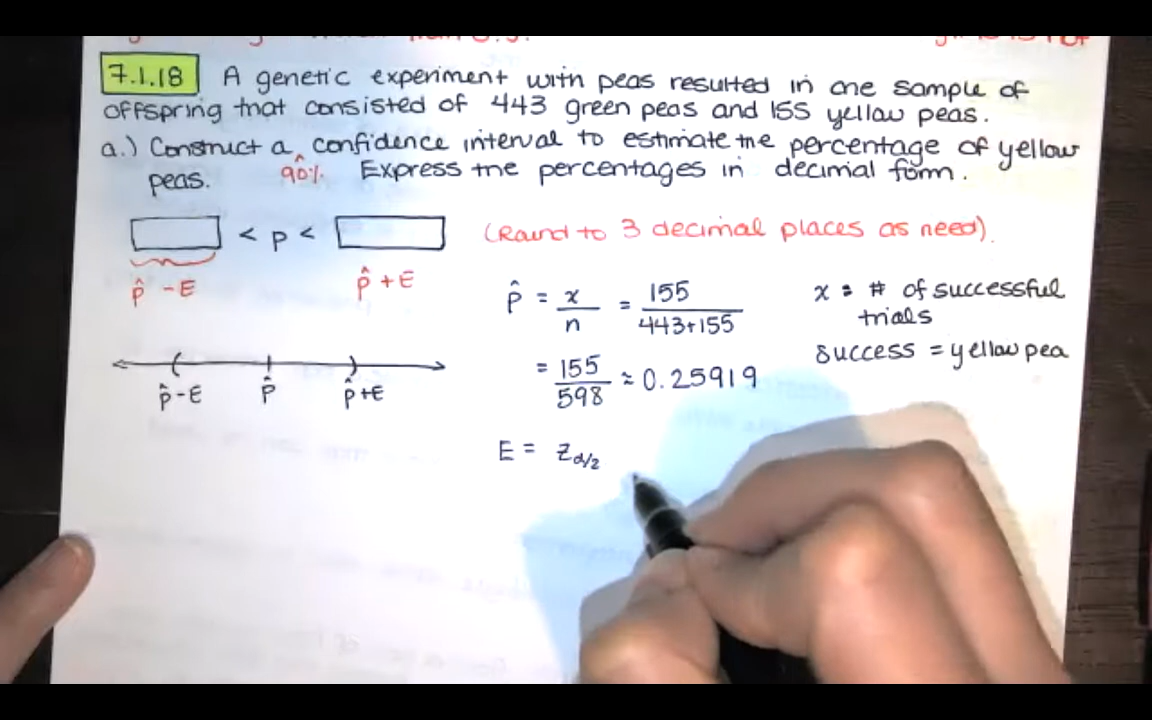 7.1.18 A genetic experiment with peas resulted in one sample of
offspring that consisted of 443 green peas and 155 yellow peas.
a.) Construct a ^ confidence interval to estimate the percentage of yellow
peas. 90% Express the percentages in decimal form.
< p < (Round to 3 decimal places as need).
p̂ - E p̂ + E
p̂ = x/n = 155/(443+155)
x = # of successful
trials
success = yellow pea
= 155/598 ≈ 0.25919
p̂-E p̂ p̂+E
E = Zα/2